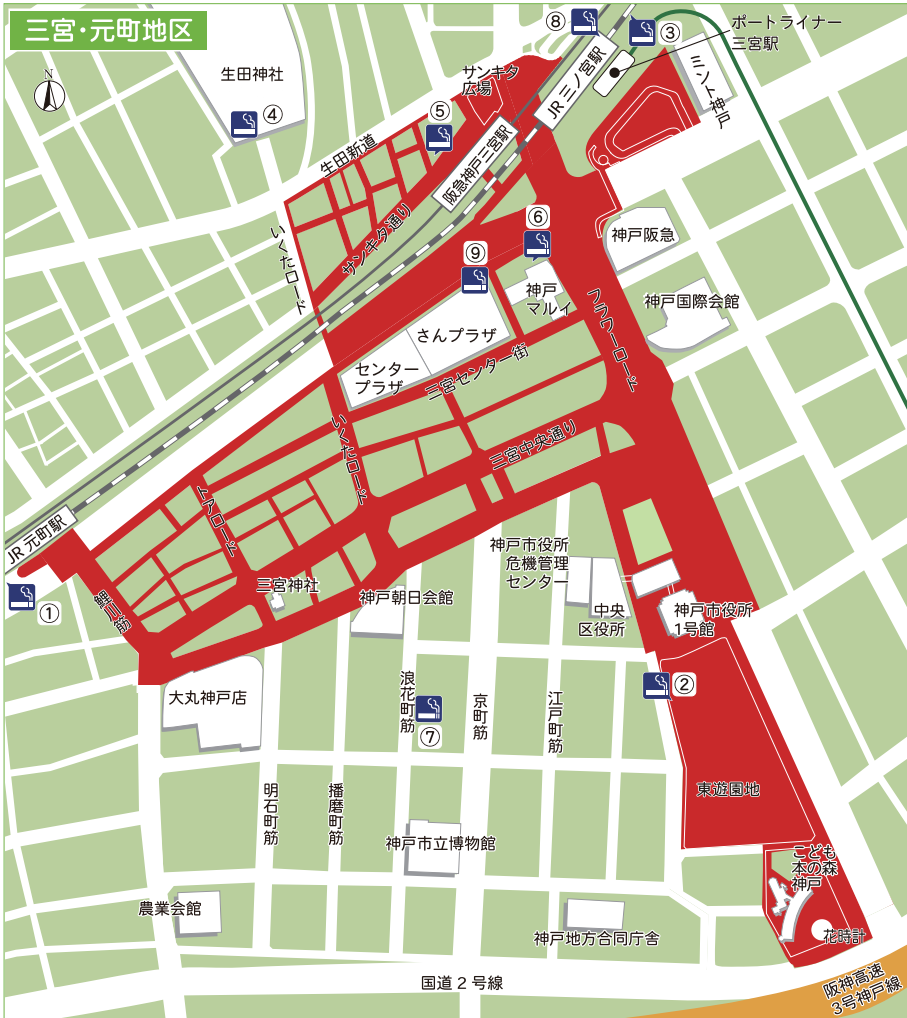 三宮・元町地区
N
⑧
③
ポートライナー
三宮駅
生田神社
サンキタ
広場
JR 三ノ宮駅
ミント神戸
④
⑤
生田新道
阪急神戸三宮駅
いくたロード
サンキタ通り
⑥
⑨
神戸阪急
神戸
マルイ
フラワーロード
神戸国際会館
さんプラザ
センター
プラザ
三宮センター街
いくたロード
三宮中央通り
トアロード
JR 元町駅
①
鯉川筋
三宮神社
神戸朝日会館
神戸市役所
危機管理
センター
中央
区役所
神戸市役所
1号館
大丸神戸店
浪花町筋
京町筋
江戸町筋
②
⑦
明石町筋
播磨町筋
東遊園地
神戸市立博物館
こども
本の森
神戸
農業会館
神戸地方合同庁舎
花時計
国道2号線
阪神高速
3号神戸線